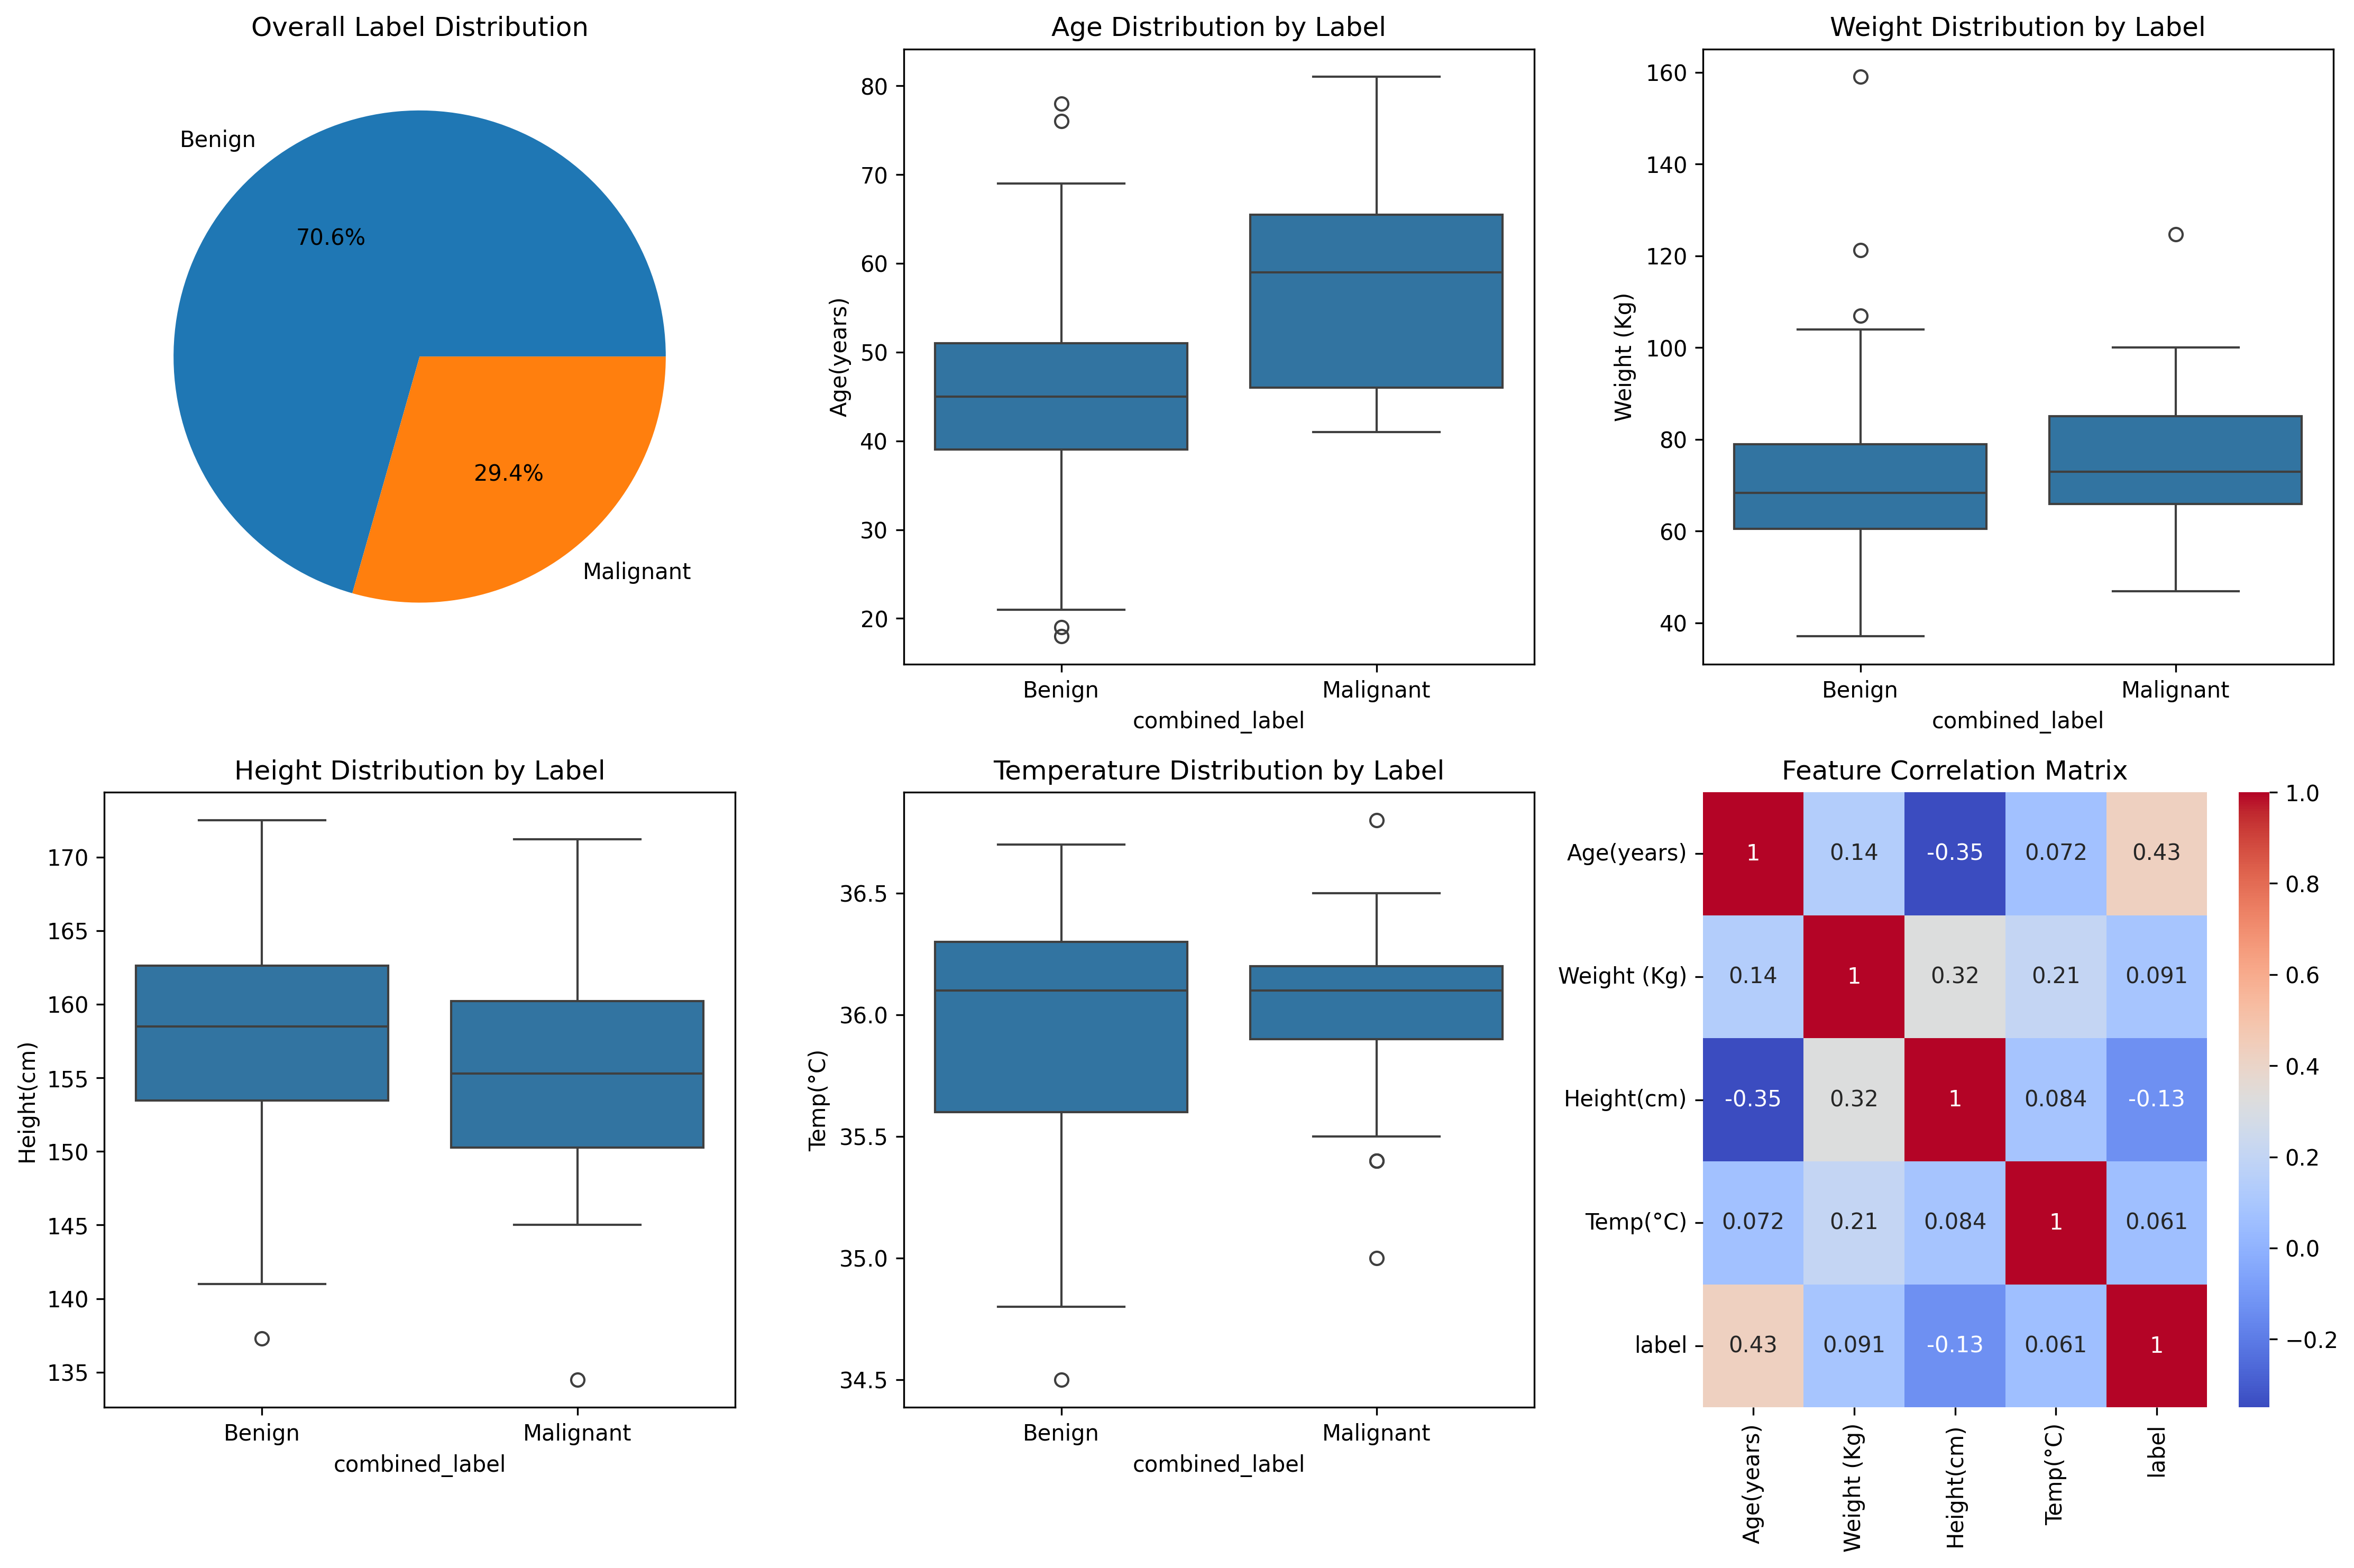 Overall Label Distribution
Benign
70.6%
29.4%
Malignant
Age Distribution by Label
Age(years)
80
70
60
50
40
30
20
Benign
Malignant
combined_label
Weight Distribution by Label
Weight (Kg)
160
140
120
100
80
60
40
Benign
Malignant
combined_label
Height Distribution by Label
Height(cm)
170
165
160
155
150
145
140
135
Benign
Malignant
combined_label
Temperature Distribution by Label
Temp(°C)
36.5
36.0
35.5
35.0
34.5
Benign
Malignant
combined_label
Feature Correlation Matrix
Age(years) 1 0.14 -0.35 0.072 0.43
Weight (Kg) 0.14 1 0.32 0.21 0.091
Height(cm) -0.35 0.32 1 0.084 -0.13
Temp(°C) 0.072 0.21 0.084 1 0.061
label 0.43 0.091 -0.13 0.061 1
Age(years)
Weight (Kg)
Height(cm)
Temp(°C)
label
1.0
0.8
0.6
0.4
0.2
0.0
−0.2